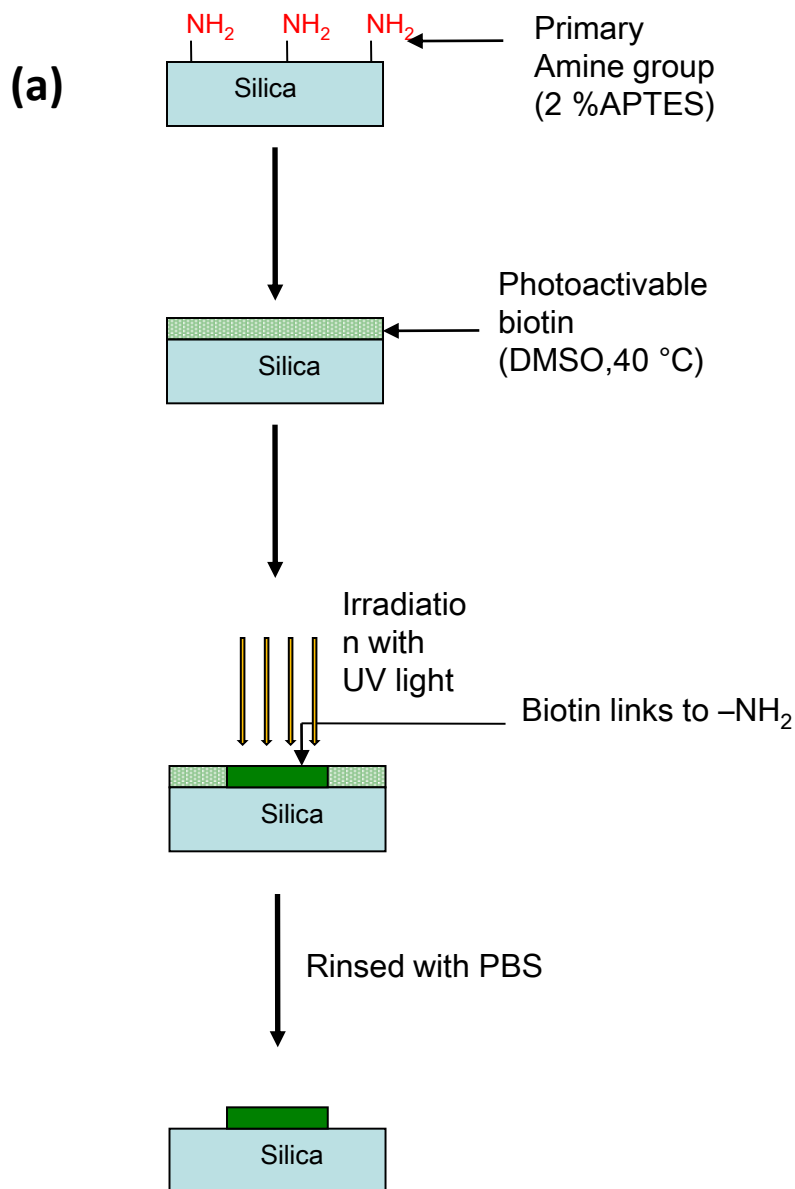 NH2 NH2 NH2
Primary
Amine group
(2 %APTES)
(a)
Silica
Photoactivable
biotin
(DMSO,40 °C)
Silica
Irradiatio
n with
UV light
Biotin links to –NH2
Silica
Rinsed with PBS
Silica